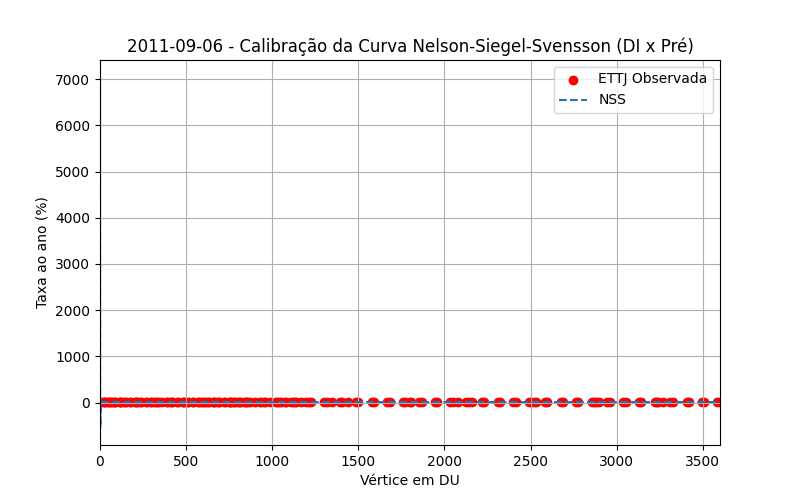 2011-09-06 - Calibração da Curva Nelson-Siegel-Svensson (DI x Pré)
ETTJ Observada
NSS
Taxa ao ano (%)
7000
6000
5000
4000
3000
2000
1000
0
0 500 1000 1500 2000 2500 3000 3500
Vértice em DU